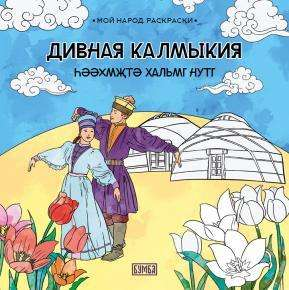 • МОЙ НАРОД. РАСКРАСКИ •
ДИВНАЯ КАЛМЫКИЯ
ҺӘӘХМҖТӘ ХАЛЬМГ НУТГ
БУМБА